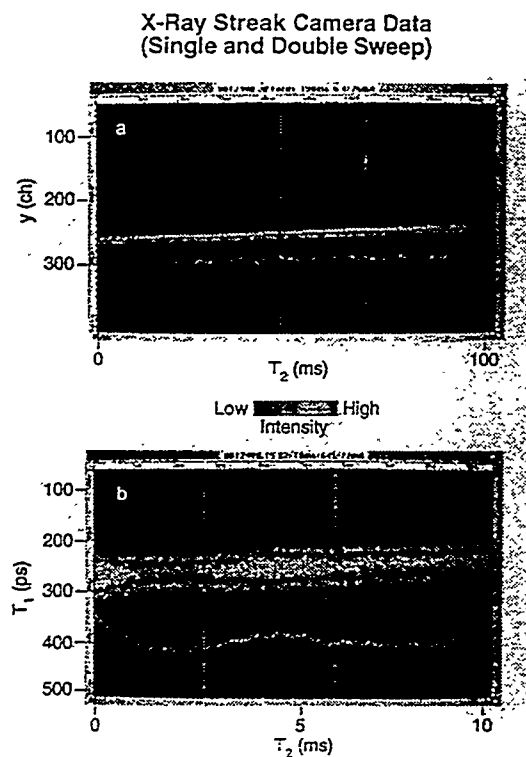 X-Ray Streak Camera Data
(Single and Double Sweep)
a
100
200
300
y (ch)
0
100
T2 (ms)
Low
High
Intensity
b
100
200
300
400
500
T1 (ps)
0
5
10
T2 (ms)